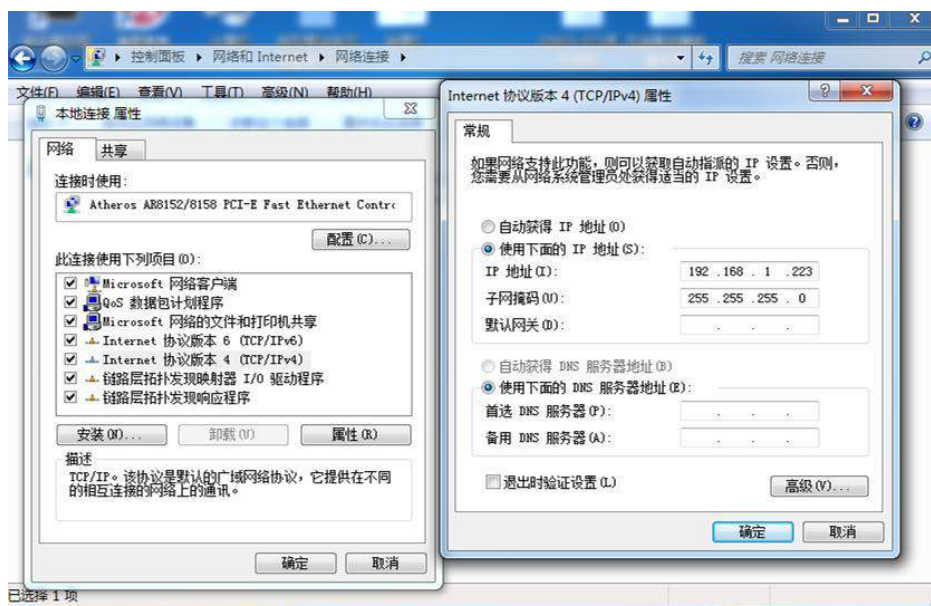 控制面板 ▸ 网络和 Internet ▸ 网络连接 ▸
搜索 网络连接
文件(F) 编辑(E) 查看(V) 工具(T) 高级(N) 帮助(H)
本地连接 属性
网络 共享
连接时使用:
Atheros AR8152/8158 PCI-E Fast Ethernet Contr
配置(C)...
此连接使用下列项目(O):
Microsoft 网络客户端
QoS 数据包计划程序
Microsoft 网络的文件和打印机共享
Internet 协议版本 6 (TCP/IPv6)
Internet 协议版本 4 (TCP/IPv4)
链路层拓扑发现映射器 I/O 驱动程序
链路层拓扑发现响应程序
安装(N)... 卸载(U) 属性(R)
描述
TCP/IP。该协议是默认的广域网络协议，它提供在不同
的相互连接的网络上的通讯。
确定 取消
已选择 1 项
Internet 协议版本 4 (TCP/IPv4) 属性
常规
如果网络支持此功能，则可以获取自动指派的 IP 设置。否则，
您需要从网络系统管理员处获得适当的 IP 设置。
自动获得 IP 地址(O)
使用下面的 IP 地址(S):
IP 地址(I): 192 .168 . 1 .223
子网掩码(U): 255 .255 .255 . 0
默认网关(D): . . .
自动获得 DNS 服务器地址(B)
使用下面的 DNS 服务器地址(E):
首选 DNS 服务器(P): . . .
备用 DNS 服务器(A): . . .
退出时验证设置(L)
高级(V)...
确定 取消